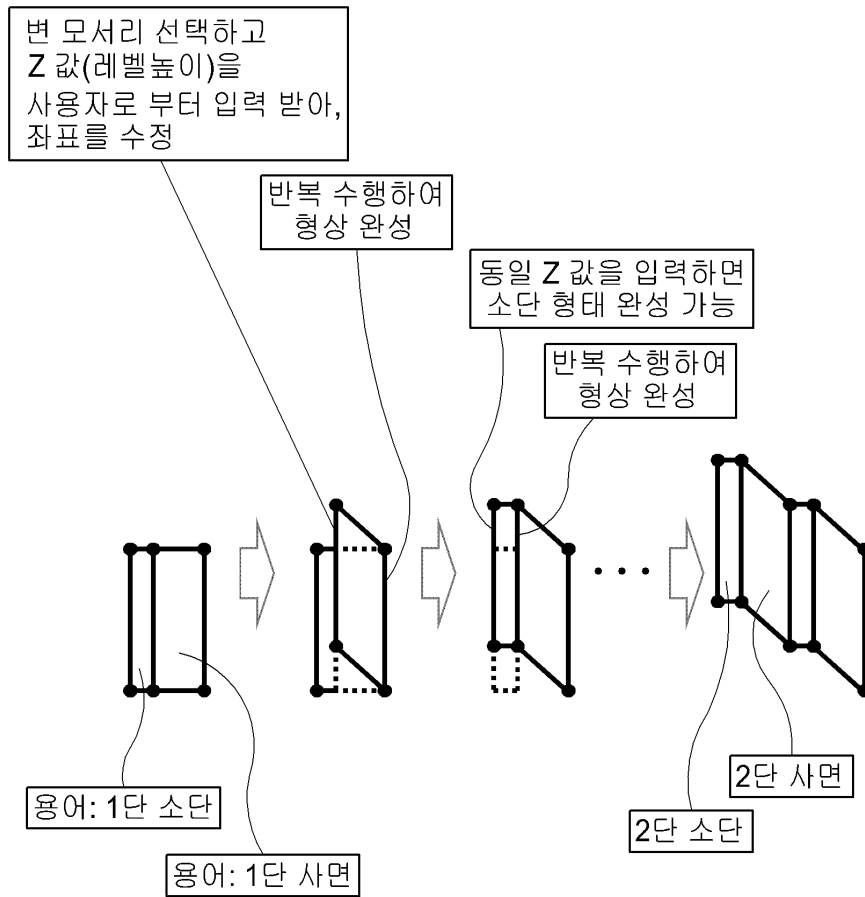 변 모서리 선택하고
Z 값(레벨높이)을
사용자로 부터 입력 받아,
좌표를 수정
반복 수행하여
형상 완성
동일 Z 값을 입력하면
소단 형태 완성 가능
반복 수행하여
형상 완성
용어: 1단 소단
용어: 1단 사면
2단 사면
2단 소단